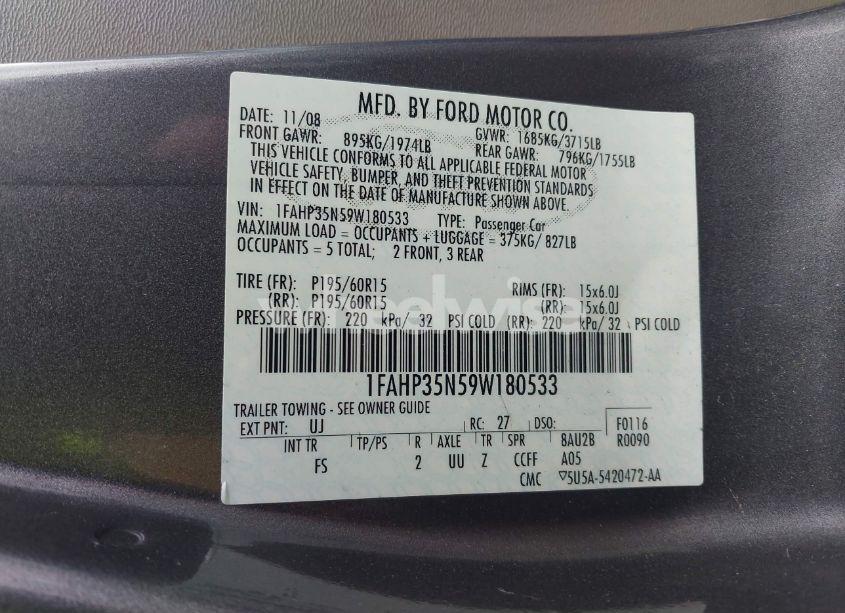 MFD. BY FORD MOTOR CO.
DATE: 11/08 GVWR: 1685KG/3715LB
FRONT GAWR: 895KG/1974LB REAR GAWR: 796KG/1755LB
THIS VEHICLE CONFORMS TO ALL APPLICABLE FEDERAL MOTOR
VEHICLE SAFETY, BUMPER, AND THEFT PREVENTION STANDARDS
IN EFFECT ON THE DATE OF MANUFACTURE SHOWN ABOVE.
VIN: 1FAHP35N59W180533 TYPE: Passenger Car
MAXIMUM LOAD = OCCUPANTS + LUGGAGE = 375KG/ 827LB
OCCUPANTS = 5 TOTAL; 2 FRONT, 3 REAR
TIRE (FR): P195/60R15 RIMS (FR): 15x6.0J
(RR): P195/60R15 (RR): 15x6.0J
wheelwise
PRESSURE (FR): 220 kPa/ 32 PSI COLD (RR): 220 kPa/ 32 PSI COLD
1FAHP35N59W180533
TRAILER TOWING - SEE OWNER GUIDE
EXT PNT: UJ RC: 27 DSO: F0116
INT TR TP/PS R AXLE TR SPR 8AU2B R0090
FS 2 UU Z CCFF A05
CMC 5U5A-5420472-AA